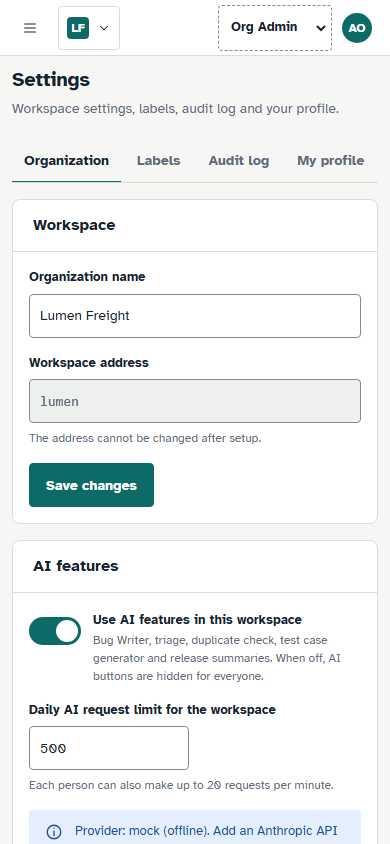 LF
Org Admin
AO
Settings
Workspace settings, labels, audit log and your profile.
Organization
Labels
Audit log
My profile
Workspace
Organization name
Lumen Freight
Workspace address
lumen
The address cannot be changed after setup.
Save changes
AI features
Use AI features in this workspace
Bug Writer, triage, duplicate check, test case
generator and release summaries. When off, AI
buttons are hidden for everyone.
Daily AI request limit for the workspace
500
Each person can also make up to 20 requests per minute.
Provider: mock (offline). Add an Anthropic API